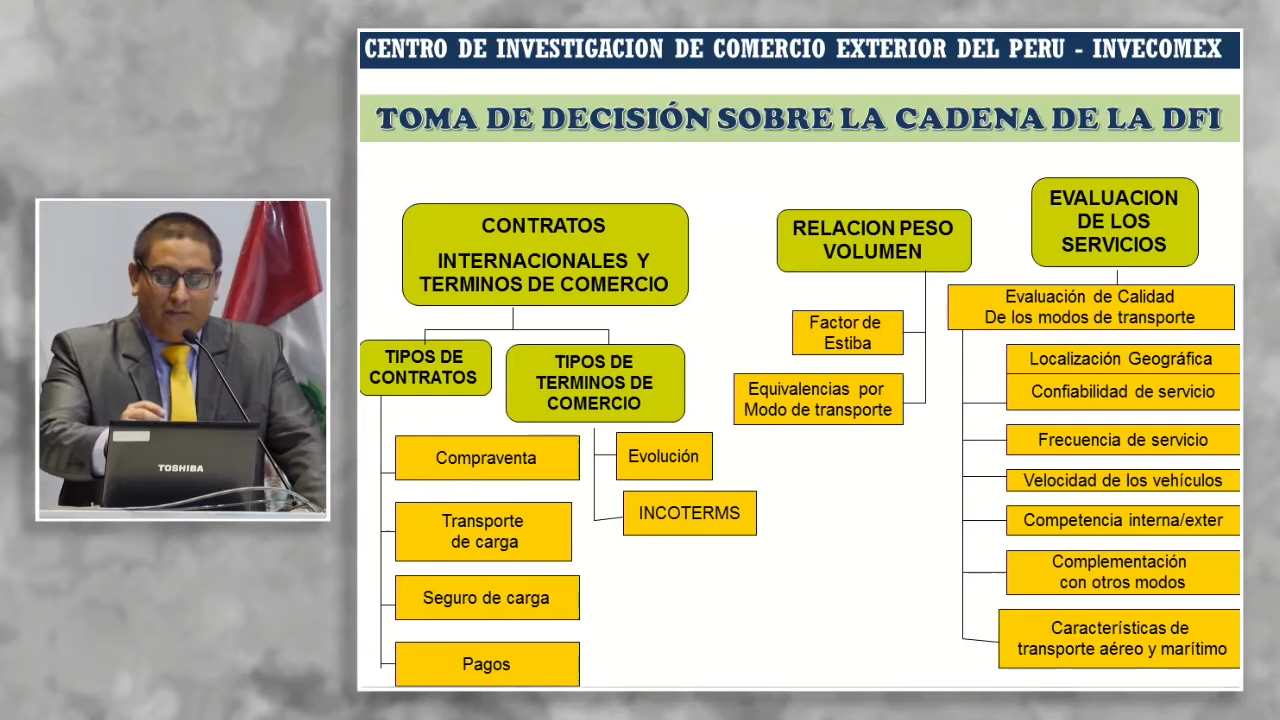 CENTRO DE INVESTIGACION DE COMERCIO EXTERIOR DEL PERU - INVECOMEX
TOMA DE DECISIÓN SOBRE LA CADENA DE LA DFI
CONTRATOS
INTERNACIONALES Y
TERMINOS DE COMERCIO
TIPOS DE
CONTRATOS
Compraventa
Transporte
de carga
Seguro de carga
Pagos
TIPOS DE
TERMINOS DE
COMERCIO
Evolución
INCOTERMS
RELACION PESO
VOLUMEN
Factor de
Estiba
Equivalencias por
Modo de transporte
EVALUACION
DE LOS
SERVICIOS
Evaluación de Calidad
De los modos de transporte
Localización Geográfica
Confiabilidad de servicio
Frecuencia de servicio
Velocidad de los vehículos
Competencia interna/exter
Complementación
con otros modos
Características de
transporte aéreo y marítimo
TOSHIBA